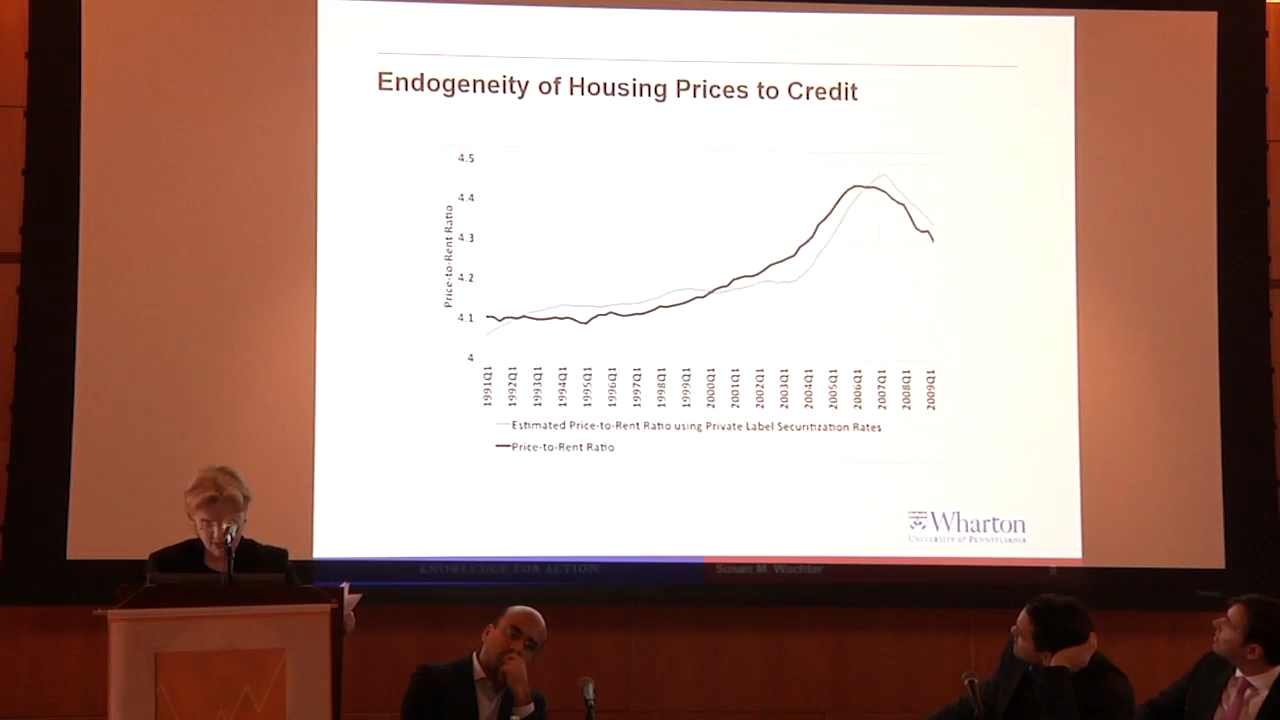 Endogeneity of Housing Prices to Credit
4.5
4.4
4.3
4.2
4.1
4
Price-to-Rent Ratio
1991Q1 1992Q1 1993Q1 1994Q1 1995Q1 1996Q1 1997Q1 1998Q1 1999Q1 2000Q1 2001Q1 2002Q1 2003Q1 2004Q1 2005Q1 2006Q1 2007Q1 2008Q1 2009Q1
Estimated Price-to-Rent Ratio using Private Label Securitization Rates
Price-to-Rent Ratio
Wharton
UNIVERSITY of PENNSYLVANIA
KNOWLEDGE FOR ACTION
Susan M. Wachter